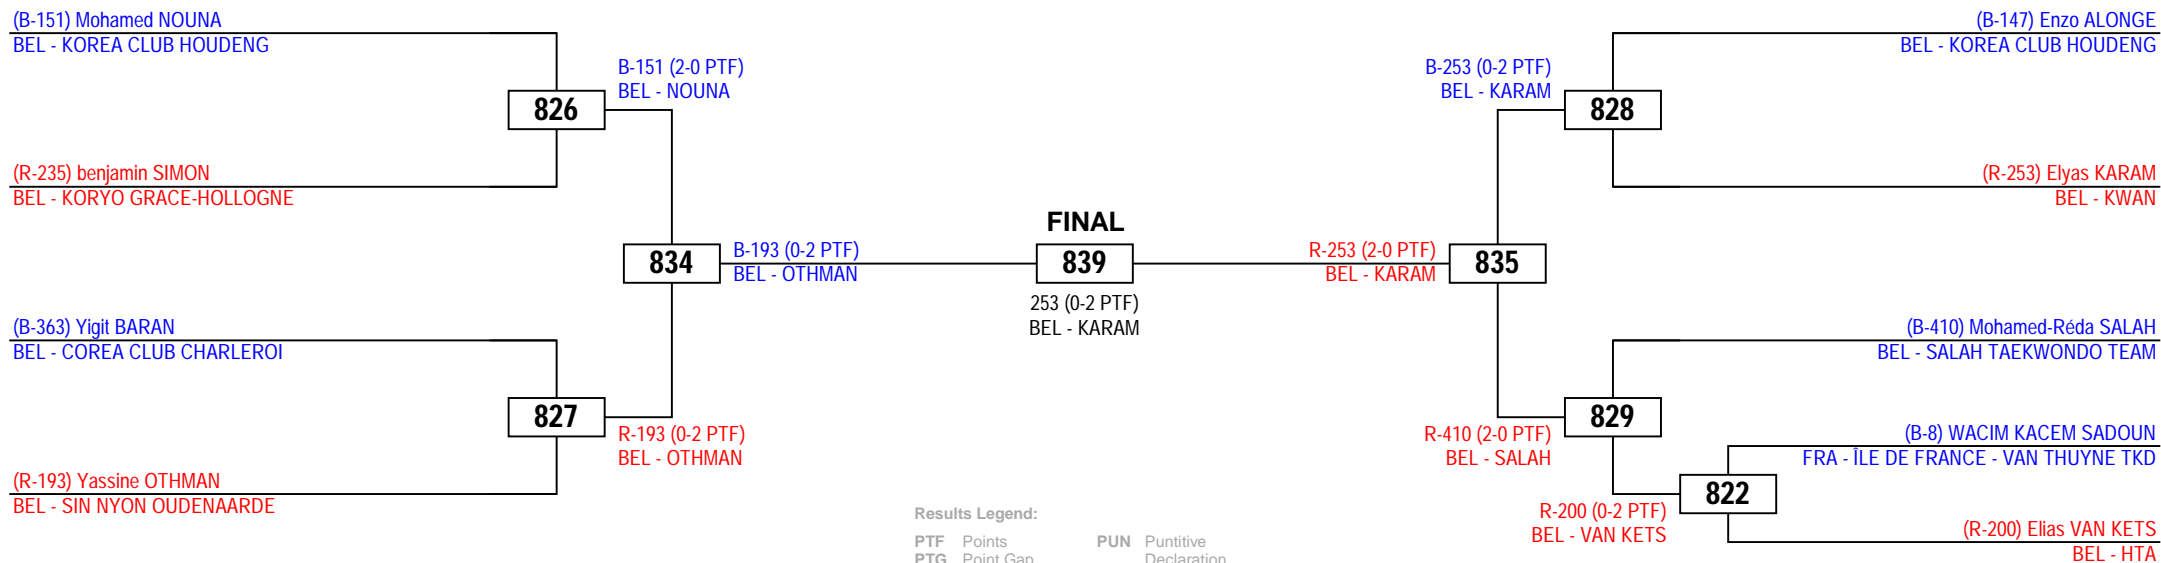 (B-151) Mohamed NOUNA
BEL - KOREA CLUB HOUDENG
826
B-151 (2-0 PTF)
BEL - NOUNA
(R-235) benjamin SIMON
BEL - KORYO GRACE-HOLLOGNE
834
B-193 (0-2 PTF)
BEL - OTHMAN
(B-363) Yigit BARAN
BEL - COREA CLUB CHARLEROI
827
R-193 (0-2 PTF)
BEL - OTHMAN
(R-193) Yassine OTHMAN
BEL - SIN NYON OUDENAARDE
FINAL
839
253 (0-2 PTF)
BEL - KARAM
(B-147) Enzo ALONGE
BEL - KOREA CLUB HOUDENG
B-253 (0-2 PTF)
BEL - KARAM
828
(R-253) Elyas KARAM
BEL - KWAN
R-253 (2-0 PTF)
BEL - KARAM
835
(B-410) Mohamed-Réda SALAH
BEL - SALAH TAEKWONDO TEAM
829
R-410 (2-0 PTF)
BEL - SALAH
(B-8) WACIM KACEM SADOUN
FRA - ÎLE DE FRANCE - VAN THUYNE TKD
822
R-200 (0-2 PTF)
BEL - VAN KETS
(R-200) Elias VAN KETS
BEL - HTA
Results Legend:
PTF Points PUN Puntitive
PTG Point Gap Declaration